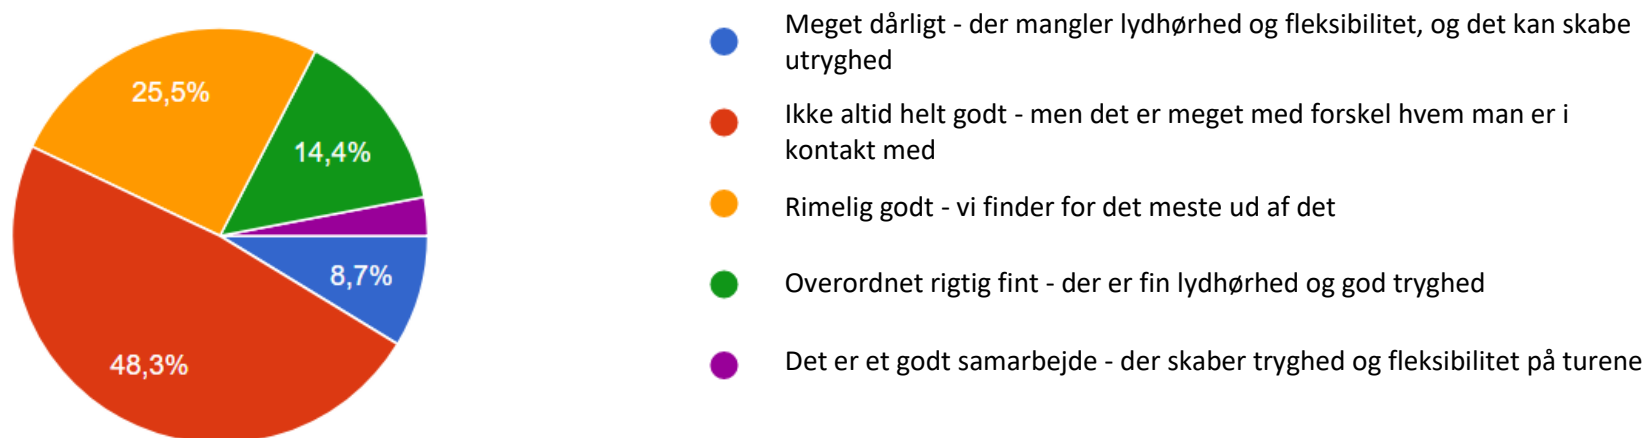 25,5%
14,4%
8,7%
48,3%
Meget dårligt - der mangler lydhørhed og fleksibilitet, og det kan skabe
utryghed
Ikke altid helt godt - men det er meget med forskel hvem man er i
kontakt med
Rimelig godt - vi finder for det meste ud af det
Overordnet rigtig fint - der er fin lydhørhed og god tryghed
Det er et godt samarbejde - der skaber tryghed og fleksibilitet på turene